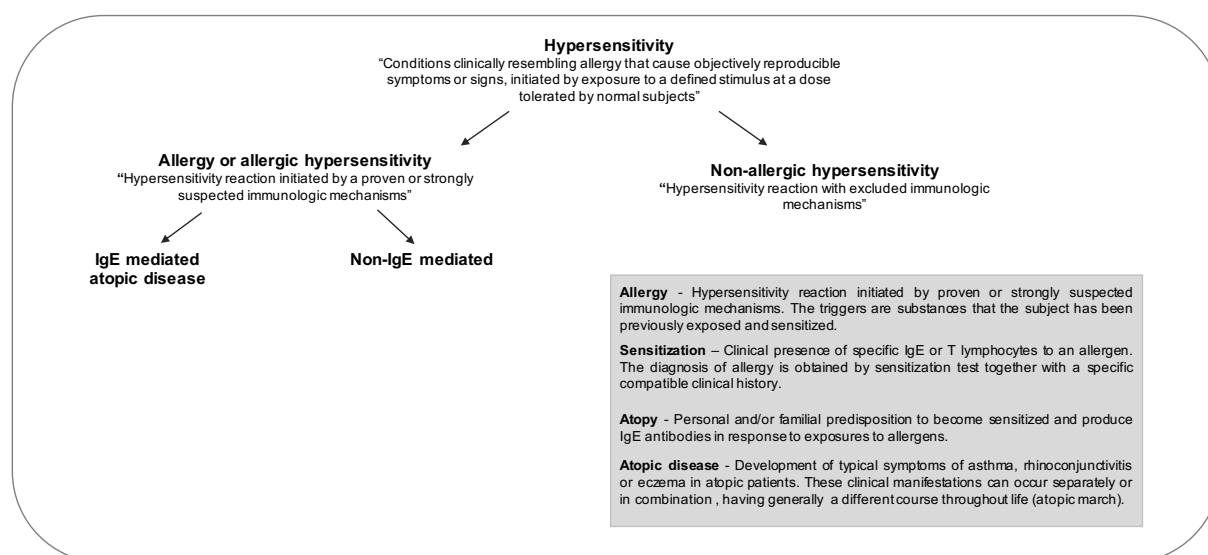 Hypersensitivity
“Conditions clinically resembling allergy that cause objectively reproducible
symptoms or signs, initiated by exposure to a defined stimulus at a dose
tolerated by normal subjects”
Allergy or allergic hypersensitivity
“Hypersensitivity reaction initiated by a proven or strongly
suspected immunologic mechanisms”
Non-allergic hypersensitivity
“Hypersensitivity reaction with excluded immunologic
mechanisms”
IgE mediated
atopic disease
Non-IgE mediated
Allergy - Hypersensitivity reaction initiated by proven or strongly suspected
immunologic mechanisms. The triggers are substances that the subject has been
previously exposed and sensitized.
Sensitization – Clinical presence of specific IgE or T lymphocytes to an allergen.
The diagnosis of allergy is obtained by sensitization test together with a specific
compatible clinical history.
Atopy - Personal and/or familial predisposition to become sensitized and produce
IgE antibodies in response to exposures to allergens.
Atopic disease - Development of typical symptoms of asthma, rhinoconjunctivitis
or eczema in atopic patients. These clinical manifestations can occur separately or
in combination , having generally a different course throughout life (atopic march).